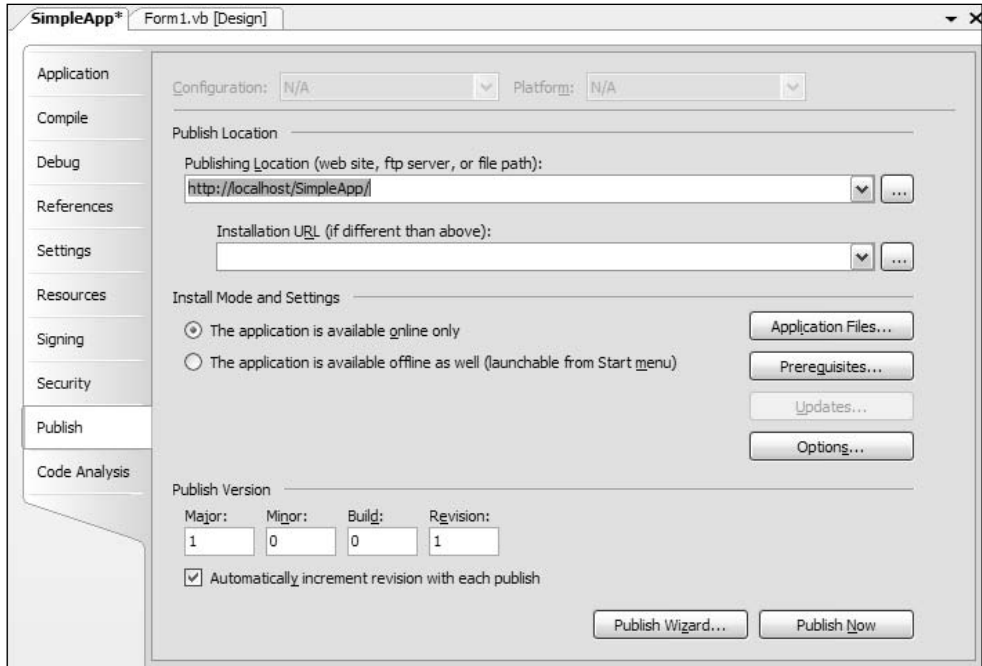 SimpleApp* Form1.vb [Design]
Application
Compile
Debug
References
Settings
Resources
Signing
Security
Publish
Code Analysis
Configuration: N/A Platform: N/A
Publish Location
Publishing Location (web site, ftp server, or file path):
http://localhost/SimpleApp/
...
Installation URL (if different than above):
...
Install Mode and Settings
The application is available online only
The application is available offline as well (launchable from Start menu)
Application Files...
Prerequisites...
Updates...
Options...
Publish Version
Major: Minor: Build: Revision:
1 0 0 1
Automatically increment revision with each publish
Publish Wizard... Publish Now